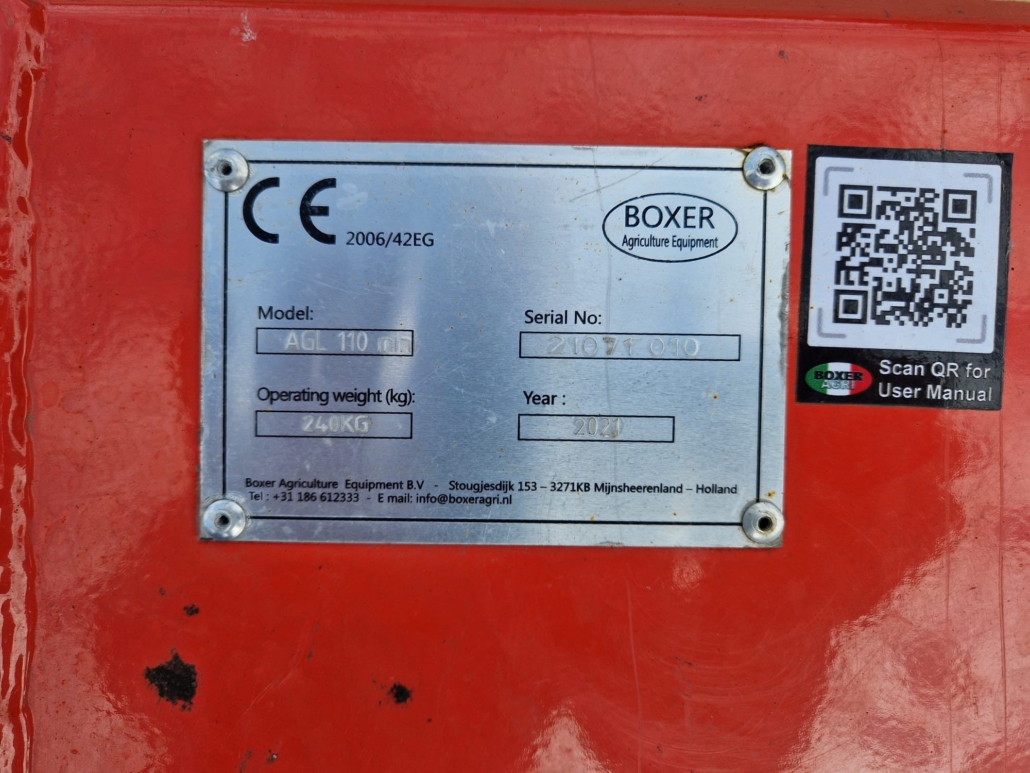 CE 2006/42EG
BOXER
Agriculture Equipment
Model:
AGL 110
Serial No:
21071 010
Operating weight (kg):
240KG
Year :
2021
Boxer Agriculture Equipment B.V - Stougjesdijk 153 – 3271KB Mijnsheerenland – Holland
Tel : +31 186 612333 - E mail: info@boxeragri.nl
BOXER
AGRI
Scan QR for
User Manual